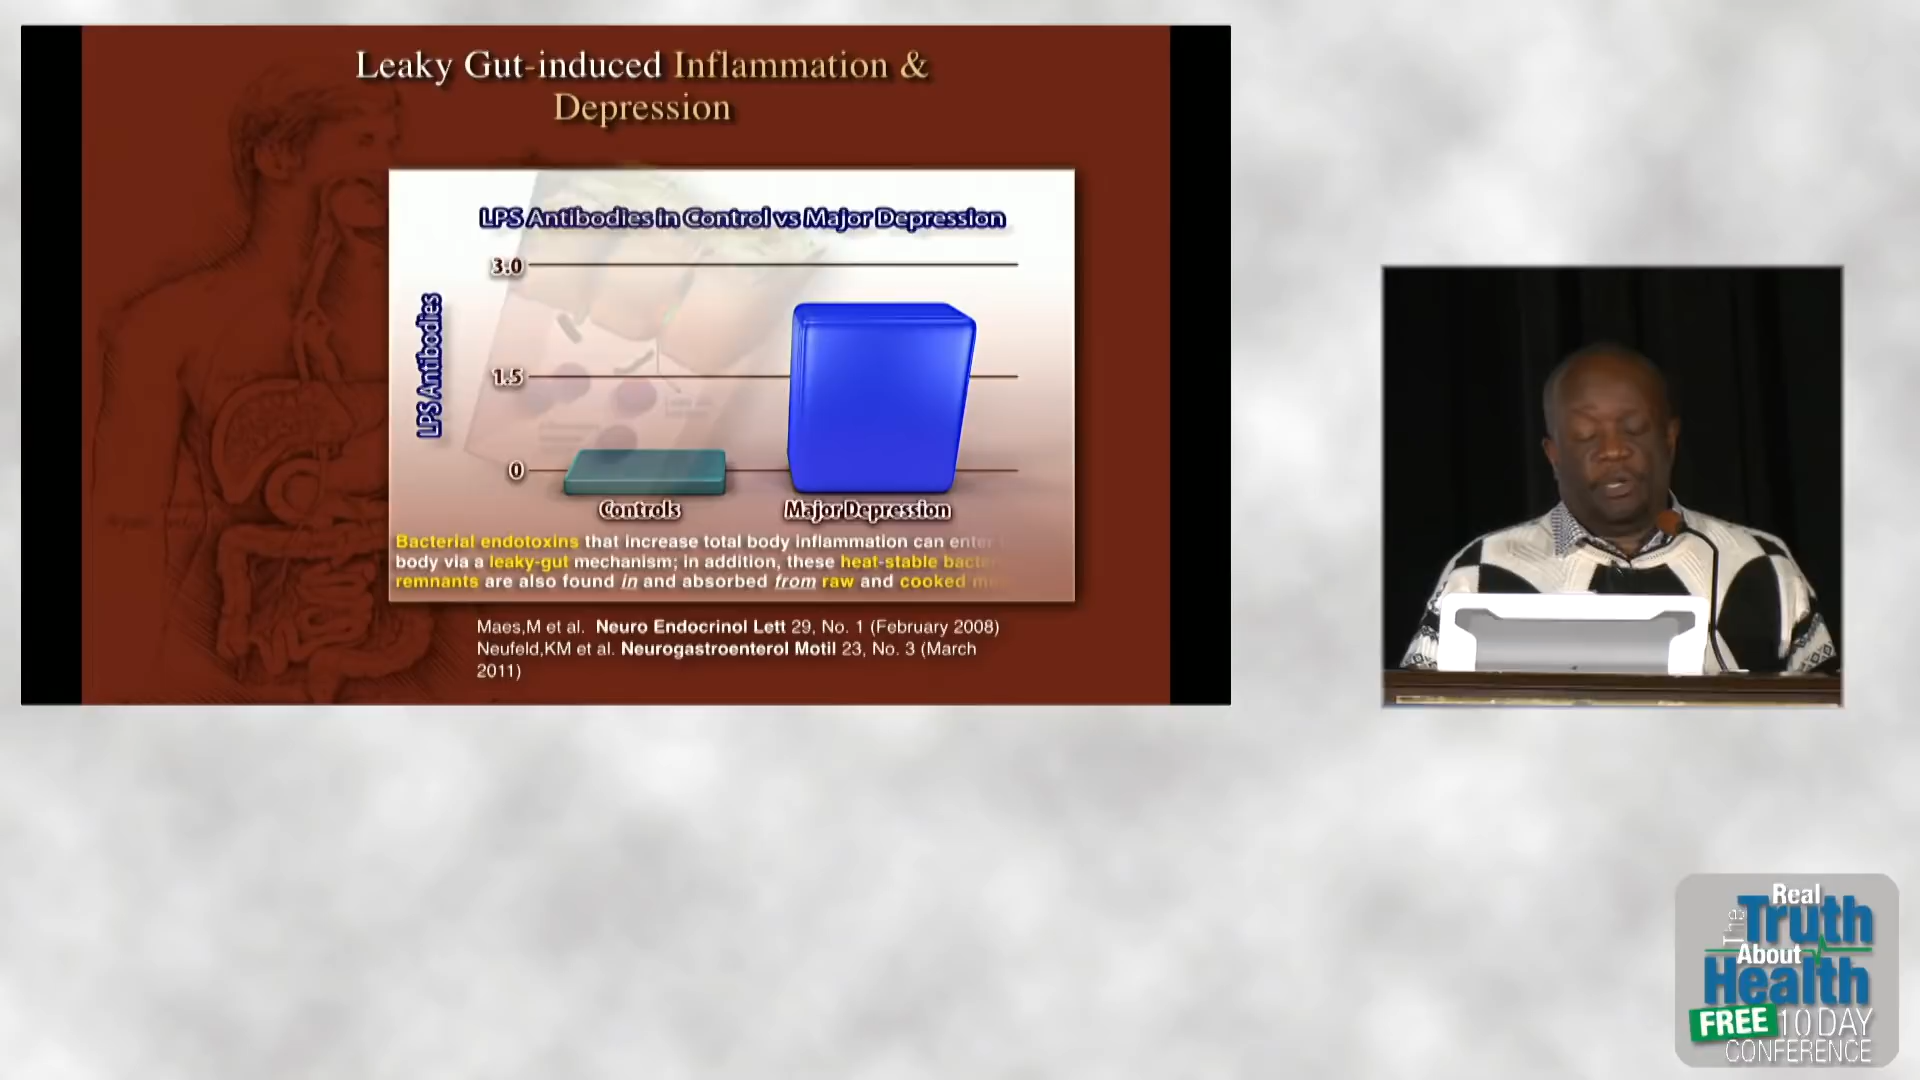 Leaky Gut-induced Inflammation &
Depression
LPS Antibodies in Control vs Major Depression
3.0
LPS Antibodies
1.5
0
Controls
Major Depression
Bacterial endotoxins that increase total body inflammation can enter
body via a leaky-gut mechanism; in addition, these heat-stable
remnants are also found in and absorbed from raw and cooked
Maes,M et al. Neuro Endocrinol Lett 29, No. 1 (February 2008)
Neufeld,KM et al. Neurogastroenterol Motil 23, No. 3 (March
2011)
The Real
Truth
About
Health
FREE 10 DAY
CONFERENCE